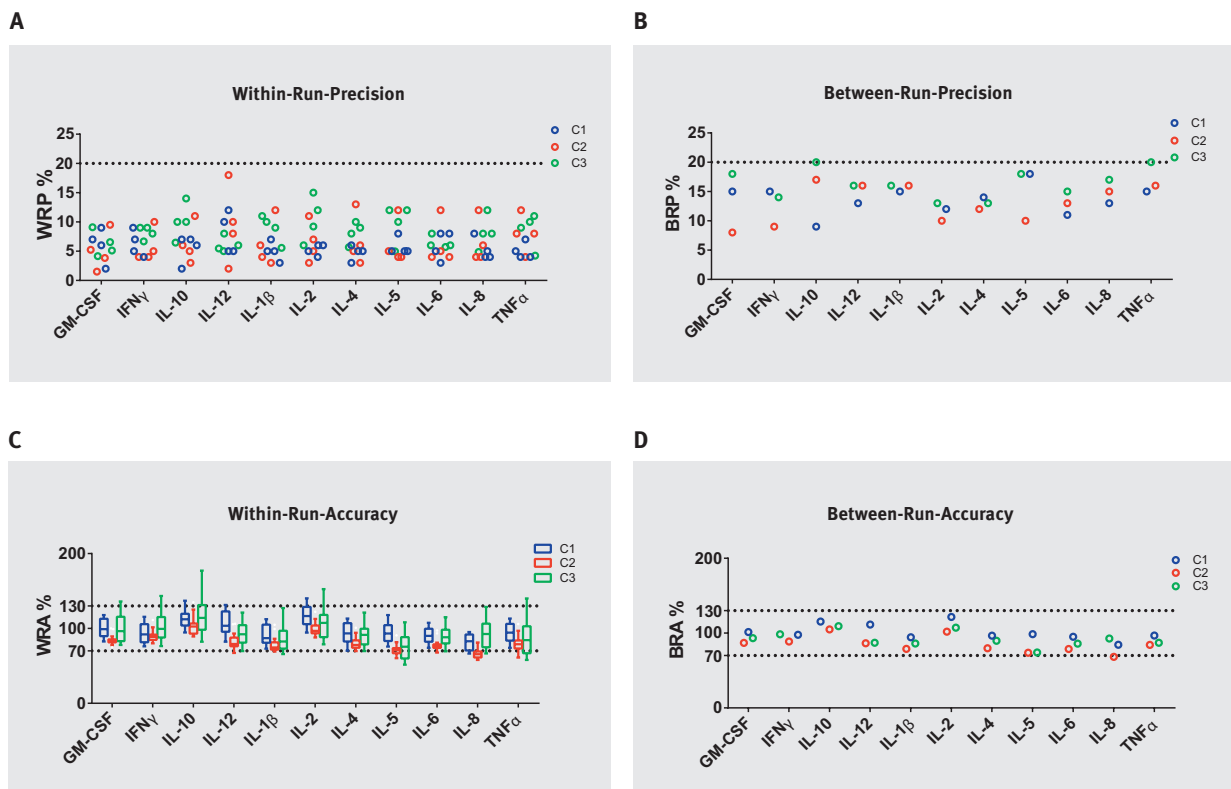 A
Within-Run-Precision
C1
C2
C3
WRP %
25
20
15
10
5
0
GM-CSF
IFNγ
IL-10
IL-12
IL-1β
IL-2
IL-4
IL-5
IL-6
IL-8
TNFα
B
Between-Run-Precision
C1
C2
C3
BRP %
25
20
15
10
5
0
GM-CSF
IFNγ
IL-10
IL-12
IL-1β
IL-2
IL-4
IL-5
IL-6
IL-8
TNFα
C
Within-Run-Accuracy
C1
C2
C3
WRA %
200
130
100
70
0
GM-CSF
IFNγ
IL-10
IL-12
IL-1β
IL-2
IL-4
IL-5
IL-6
IL-8
TNFα
D
Between-Run-Accuracy
C1
C2
C3
BRA %
200
130
100
70
0
GM-CSF
IFNγ
IL-10
IL-12
IL-1β
IL-2
IL-4
IL-5
IL-6
IL-8
TNFα